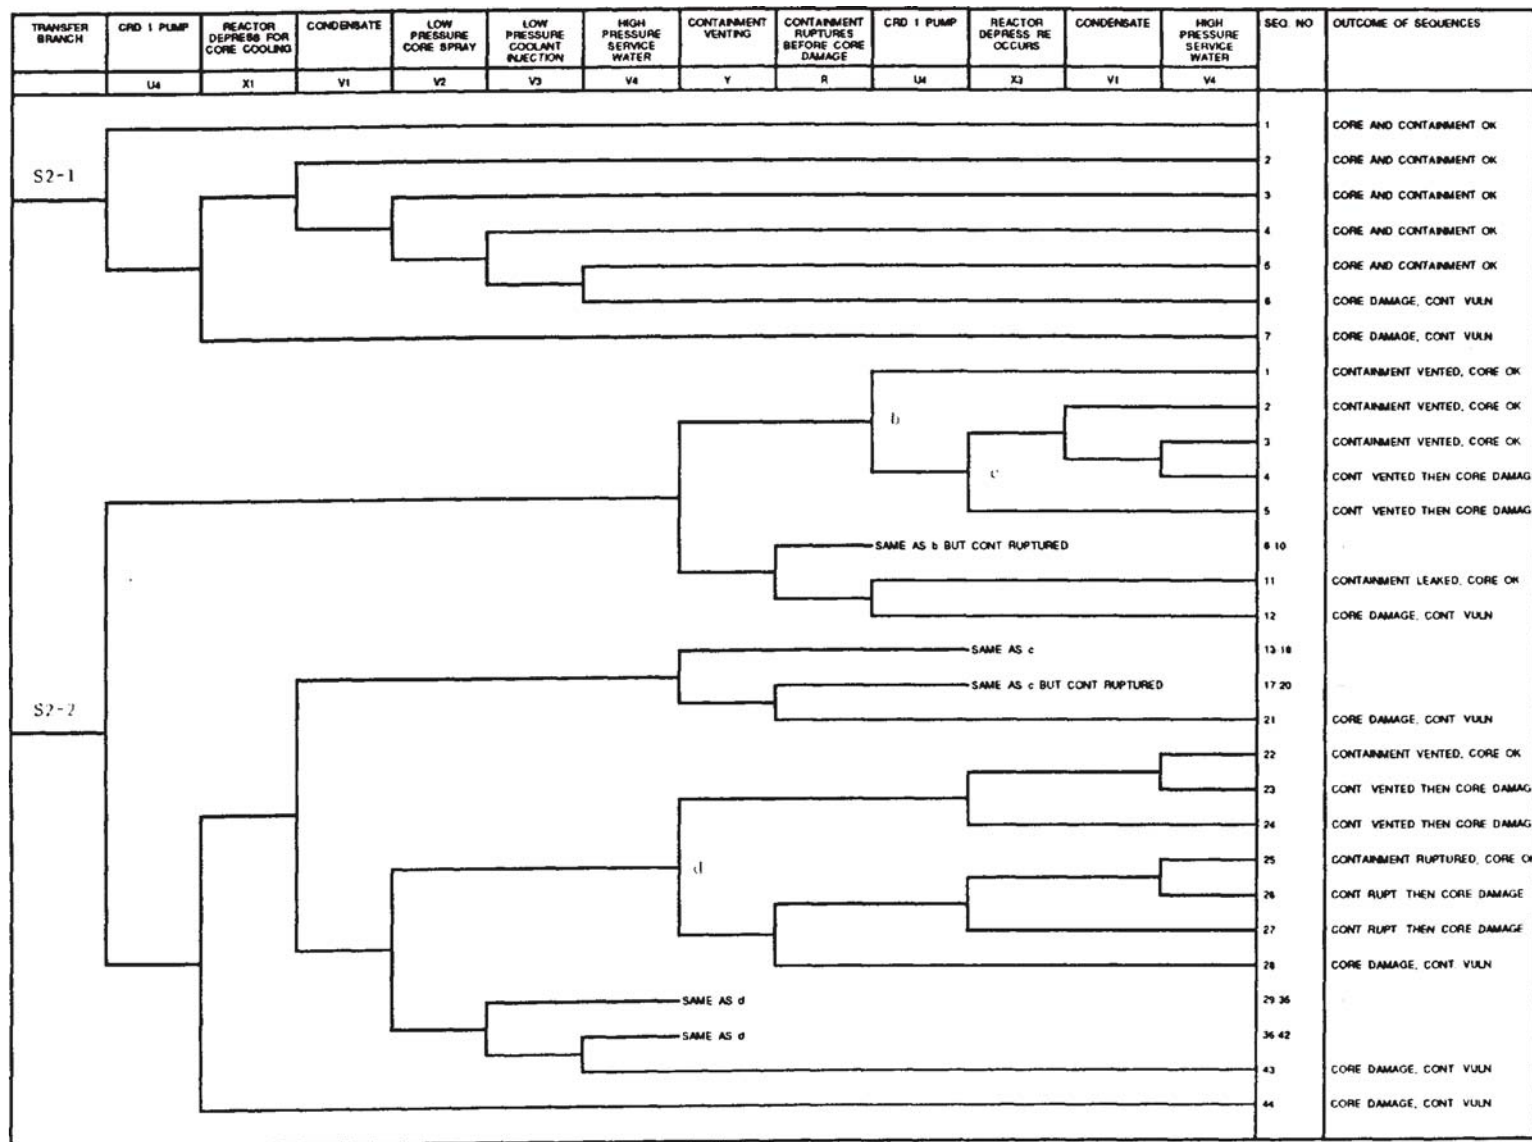 TRANSFER BRANCH
CRD 1 PUMP
REACTOR DEPRESS FOR CORE COOLING
CONDENSATE
LOW PRESSURE CORE SPRAY
LOW PRESSURE COOLANT INJECTION
HIGH PRESSURE SERVICE WATER
CONTAINMENT VENTING
CONTAINMENT RUPTURES BEFORE CORE DAMAGE
CRD 1 PUMP
REACTOR DEPRESS RE OCCURS
CONDENSATE
HIGH PRESSURE SERVICE WATER
SEQ. NO
OUTCOME OF SEQUENCES
U4 X1 V1 V2 V3 V4 Y R U4 X3 V1 V4
1 CORE AND CONTAINMENT OK
2 CORE AND CONTAINMENT OK
S2-1
3 CORE AND CONTAINMENT OK
4 CORE AND CONTAINMENT OK
5 CORE AND CONTAINMENT OK
6 CORE DAMAGE, CONT VULN
7 CORE DAMAGE, CONT VULN
1 CONTAINMENT VENTED, CORE OK
2 CONTAINMENT VENTED, CORE OK
b
3 CONTAINMENT VENTED, CORE OK
c
4 CONT VENTED THEN CORE DAMAG
5 CONT VENTED THEN CORE DAMAG
SAME AS b BUT CONT RUPTURED 6 10
11 CONTAINMENT LEAKED, CORE OK
12 CORE DAMAGE, CONT VULN
SAME AS c 13 16
SAME AS c BUT CONT RUPTURED 17 20
S2-2
21 CORE DAMAGE, CONT VULN
22 CONTAINMENT VENTED, CORE OK
23 CONT VENTED THEN CORE DAMAG
24 CONT VENTED THEN CORE DAMAG
25 CONTAINMENT RUPTURED, CORE OK
d
26 CONT RUPT THEN CORE DAMAGE
27 CONT RUPT THEN CORE DAMAGE
28 CORE DAMAGE, CONT VULN
SAME AS d 29 36
SAME AS d 36 42
43 CORE DAMAGE, CONT VULN
44 CORE DAMAGE, CONT VULN